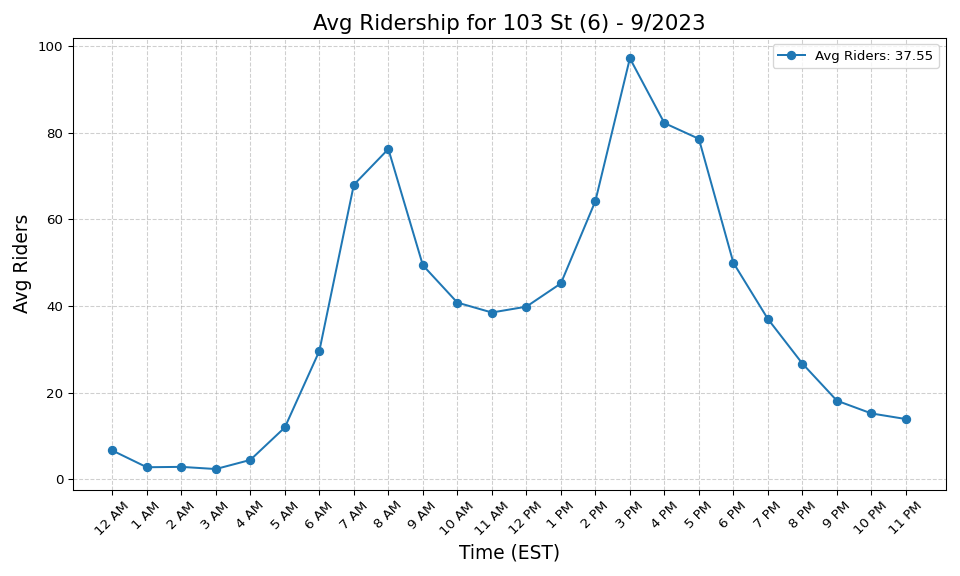 Avg Ridership for 103 St (6) - 9/2023
Avg Riders: 37.55
100
80
60
40
20
0
Avg Riders
12 AM
1 AM
2 AM
3 AM
4 AM
5 AM
6 AM
7 AM
8 AM
9 AM
10 AM
11 AM
12 PM
1 PM
2 PM
3 PM
4 PM
5 PM
6 PM
7 PM
8 PM
9 PM
10 PM
11 PM
Time (EST)